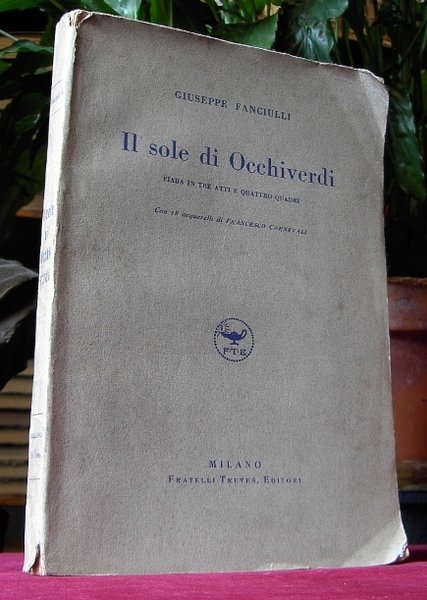 GIUSEPPE FANCIULLI
Il sole di Occhiverdi
FIABA IN TRE ATTI E QUATTRO QUADRI
Con 18 acquerelli di FRANCESCO CARNEVALI
F·T·E
MILANO
FRATELLI TREVES, EDITORI